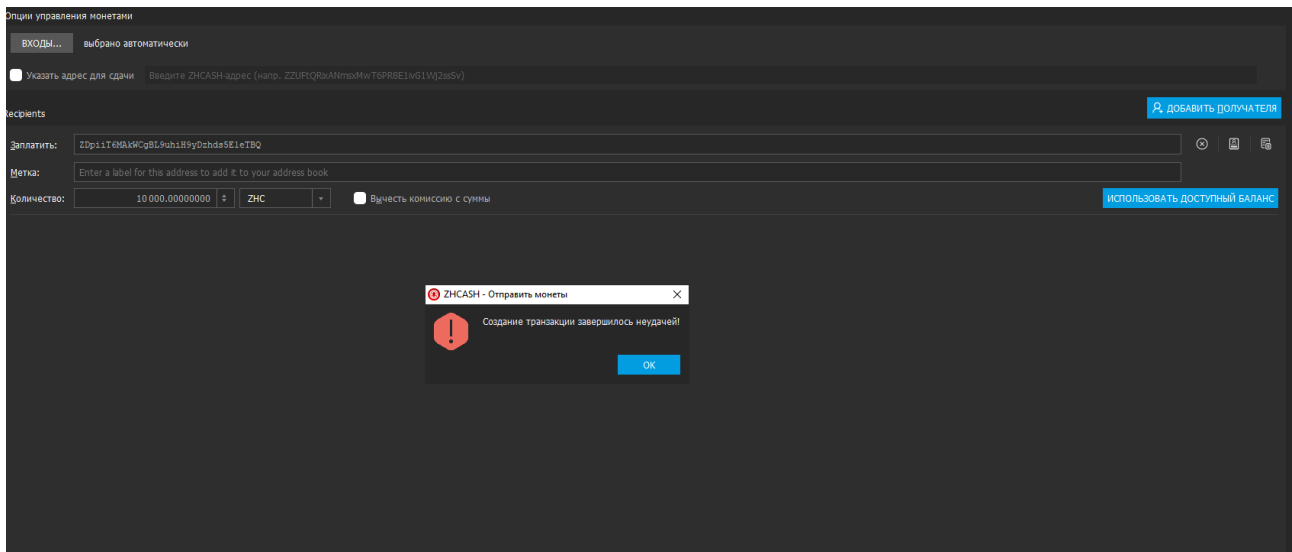 Опции управления монетами
ВХОДЫ... выбрано автоматически
Указать адрес для сдачи Введите ZHCASH-адрес (напр. ZZUFtQRixANmsxMwT6PR8E1ivG1Wj2ssSv)
Recipients ДОБАВИТЬ ПОЛУЧАТЕЛЯ
Заплатить: ZDpiiT6MAkWCgBL9uhiH9yDzhds5EleTBQ
Метка: Enter a label for this address to add it to your address book
Количество: 10 000.00000000 ZHC Вычесть комиссию с суммы ИСПОЛЬЗОВАТЬ ДОСТУПНЫЙ БАЛАНС
ZHCASH - Отправить монеты
Создание транзакции завершилось неудачей!
OK